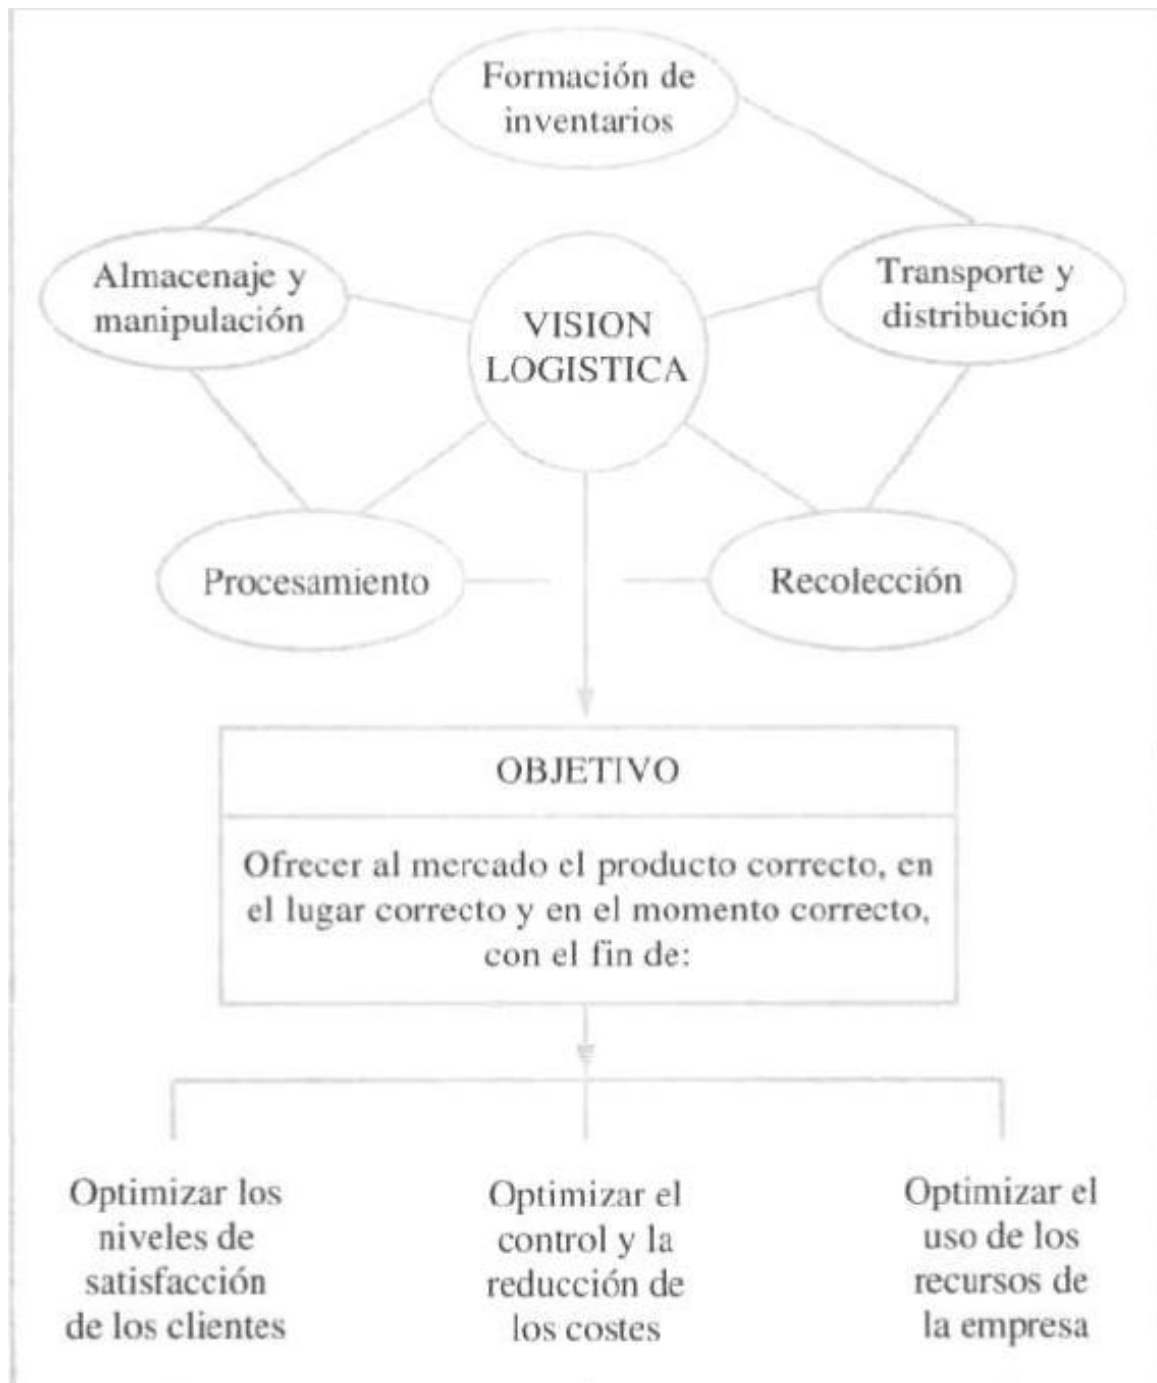 Formación de
inventarios
Almacenaje y
manipulación
VISION
LOGISTICA
Transporte y
distribución
Procesamiento
Recolección
OBJETIVO
Ofrecer al mercado el producto correcto, en
el lugar correcto y en el momento correcto,
con el fin de:
Optimizar los
niveles de
satisfacción
de los clientes
Optimizar el
control y la
reducción de
los costes
Optimizar el
uso de los
recursos de
la empresa